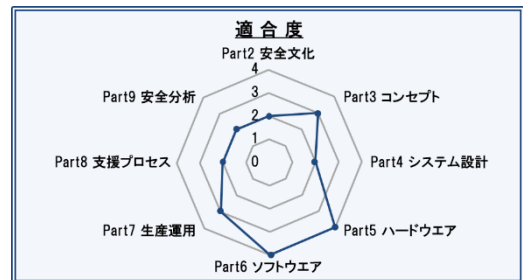 適 合 度
Part2 安全文化
4
3
2
1
0
Part3 コンセプト
Part4 システム設計
Part5 ハードウエア
Part6 ソフトウエア
Part7 生産運用
Part8 支援プロセス
Part9 安全分析